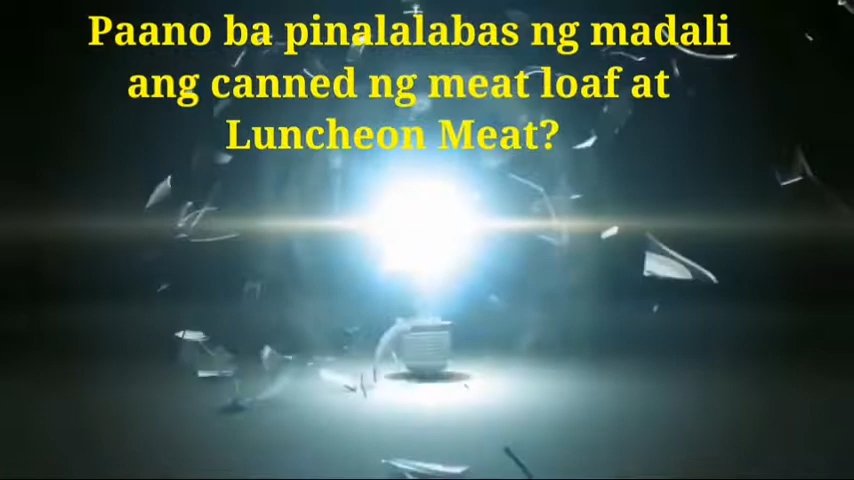 Paano ba pinalalabas ng madali
ang canned ng meat loaf at
Luncheon Meat?